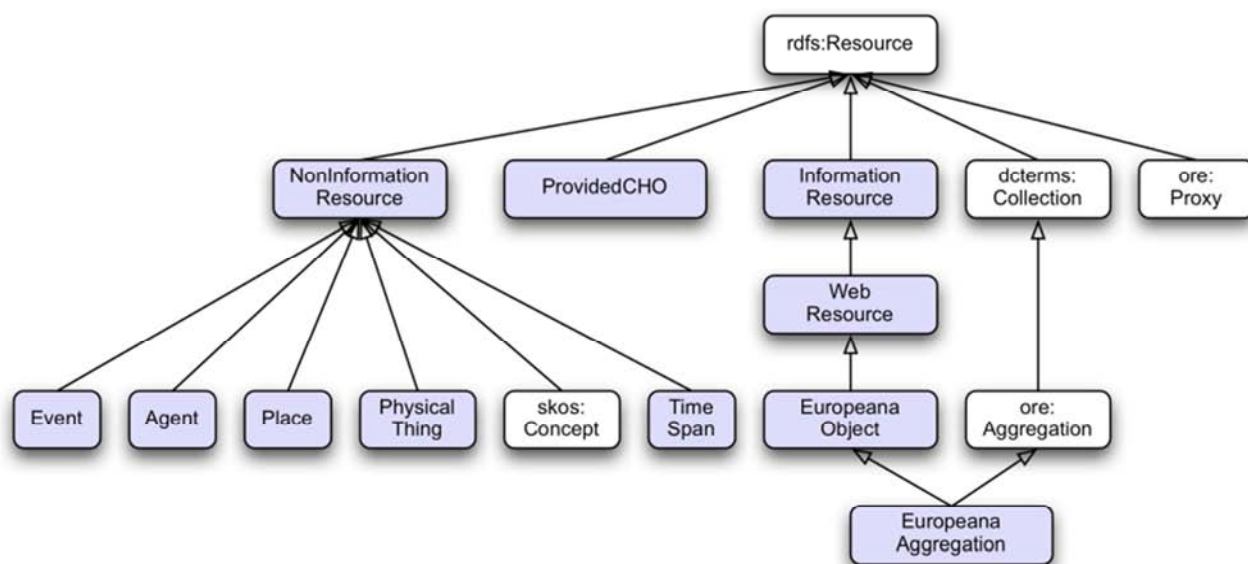 rdfs:Resource
NonInformation
Resource
ProvidedCHO
Information
Resource
dcterms:
Collection
ore:
Proxy
Web
Resource
Event
Agent
Place
Physical
Thing
skos:
Concept
Time
Span
Europeana
Object
ore:
Aggregation
Europeana
Aggregation